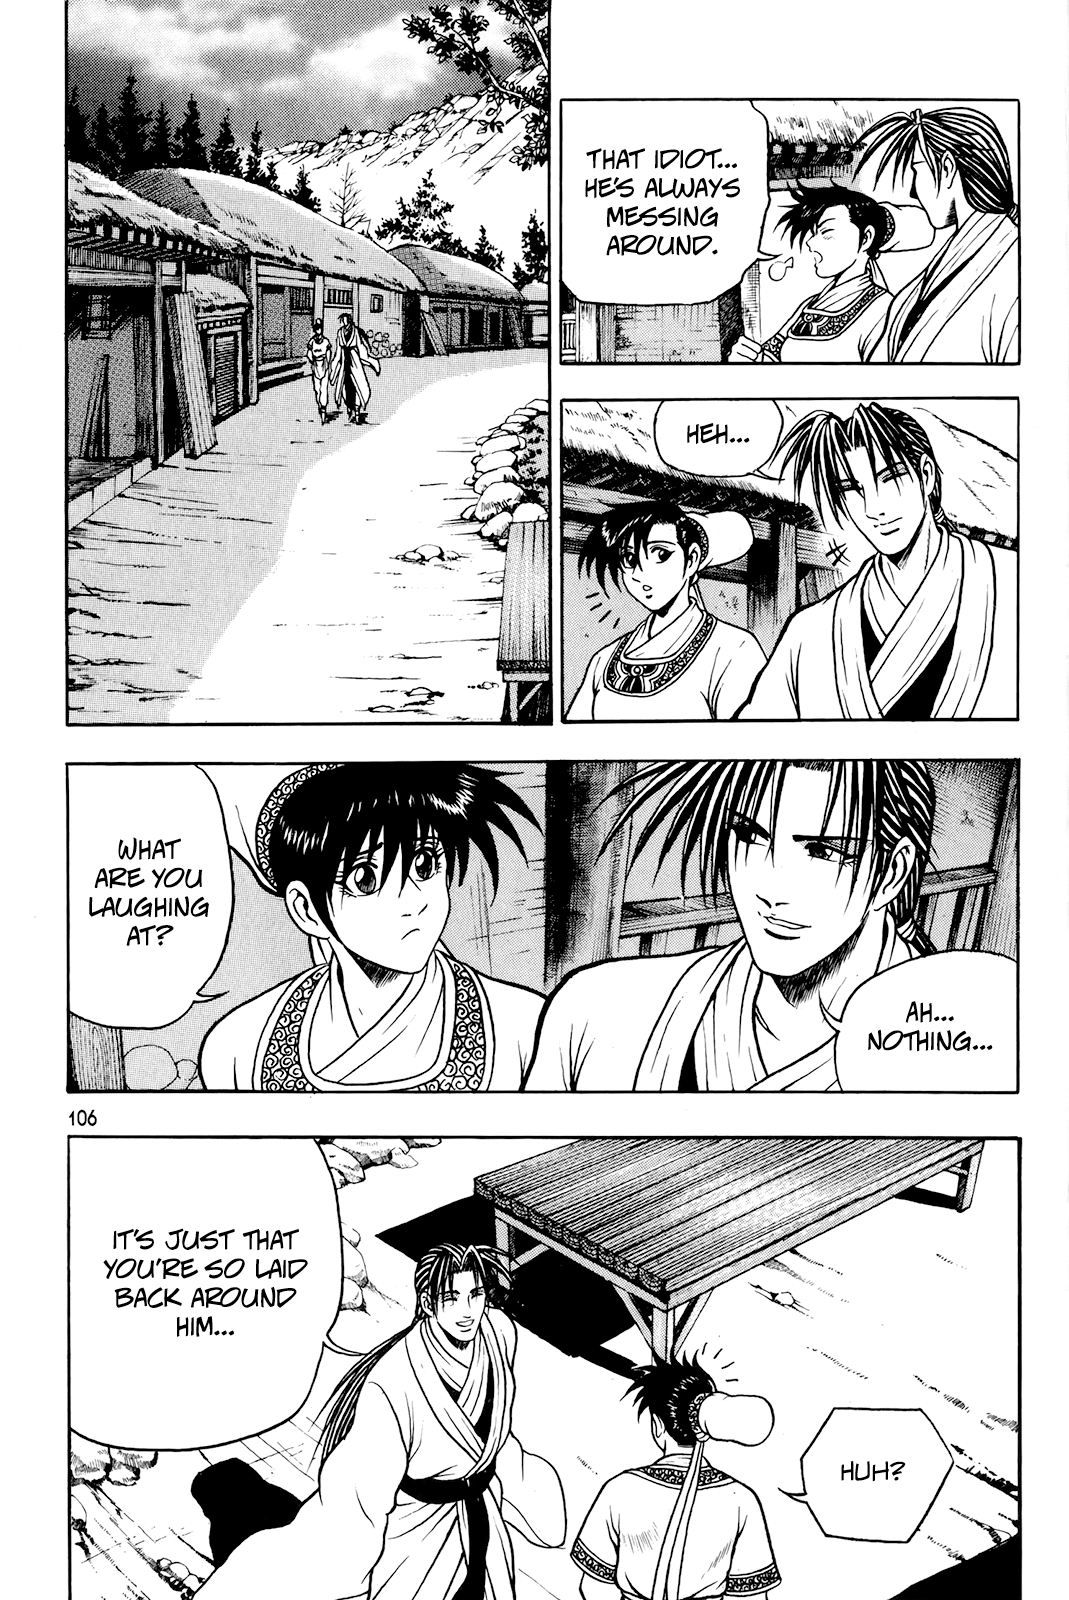 THAT IDIOT...
HE'S ALWAYS
MESSING
AROUND.
HEH...
WHAT
ARE YOU
LAUGHING
AT?
AH...
NOTHING...
106
IT'S JUST THAT
YOU'RE SO LAID
BACK AROUND
HIM...
HUH?